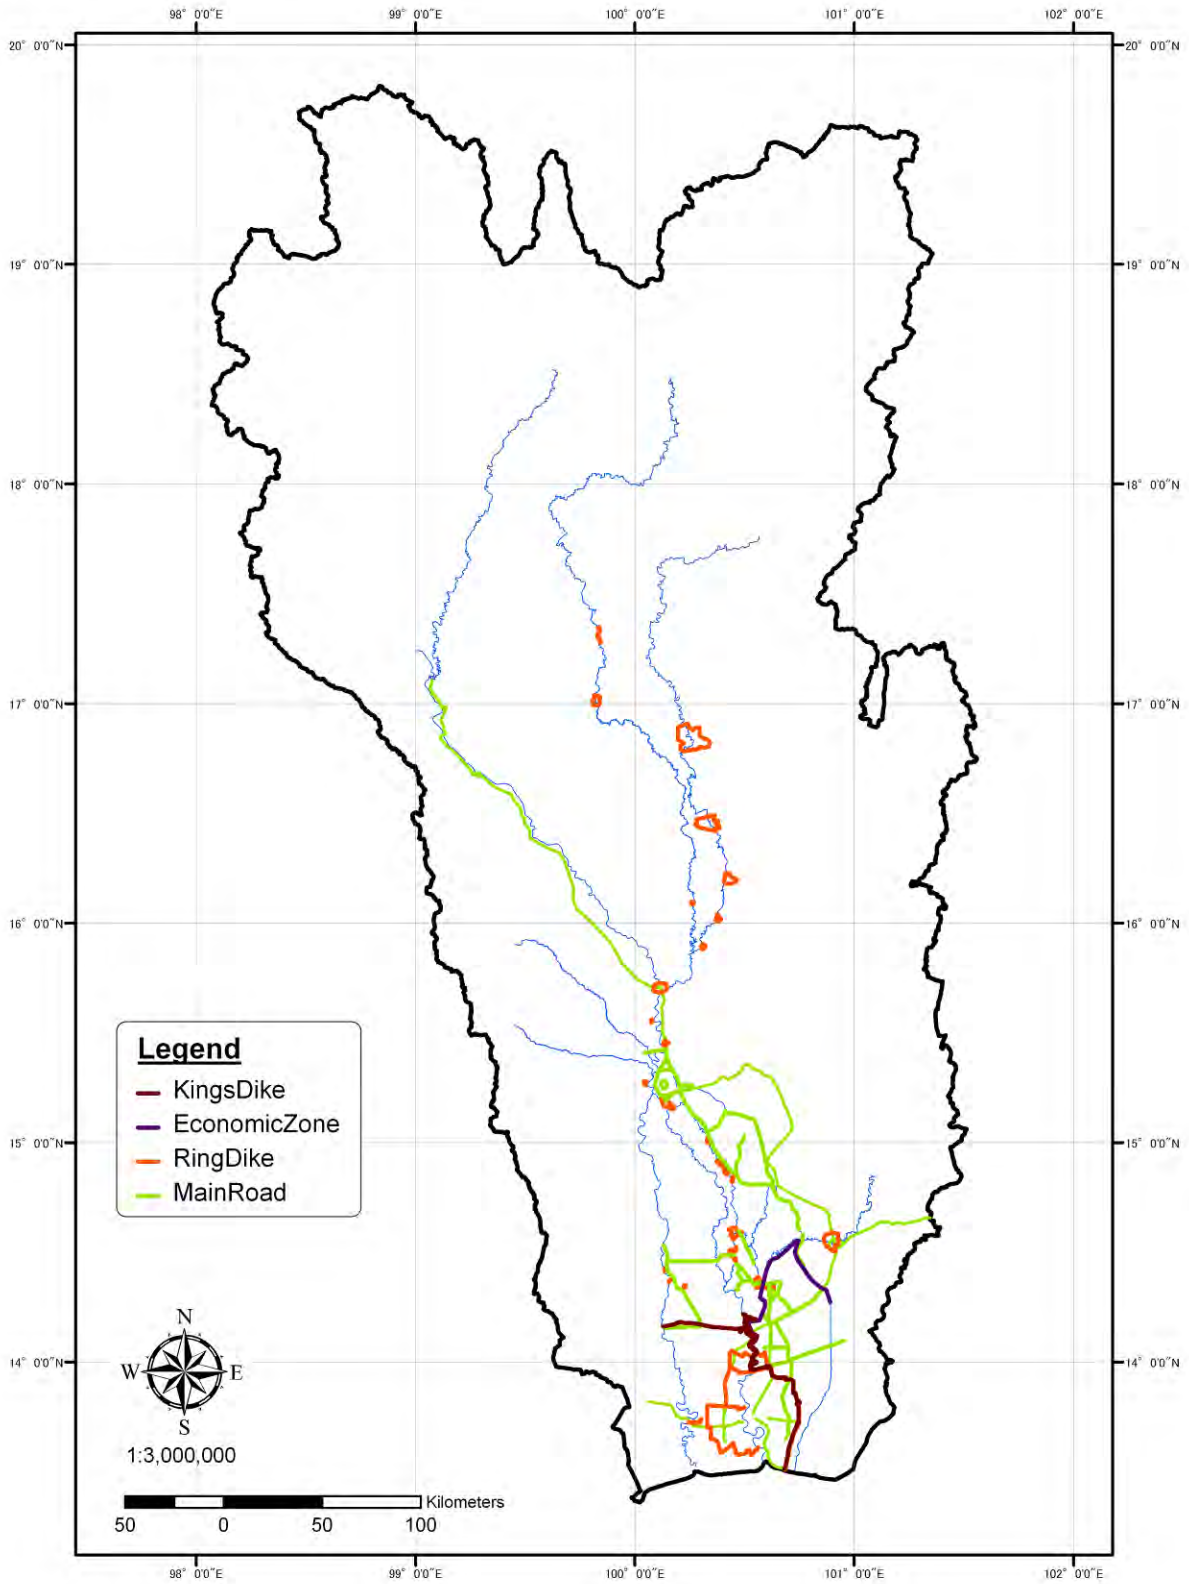 98° 0'0"E 99° 0'0"E 100° 0'0"E 101° 0'0"E 102° 0'0"E
20° 0'0"N 20° 0'0"N
19° 0'0"N 19° 0'0"N
18° 0'0"N 18° 0'0"N
17° 0'0"N 17° 0'0"N
16° 0'0"N 16° 0'0"N
Legend
KingsDike
EconomicZone
RingDike
MainRoad
15° 0'0"N 15° 0'0"N
N
W E
S
14° 0'0"N 14° 0'0"N
1:3,000,000
Kilometers
50 0 50 100
98° 0'0"E 99° 0'0"E 100° 0'0"E 101° 0'0"E 102° 0'0"E